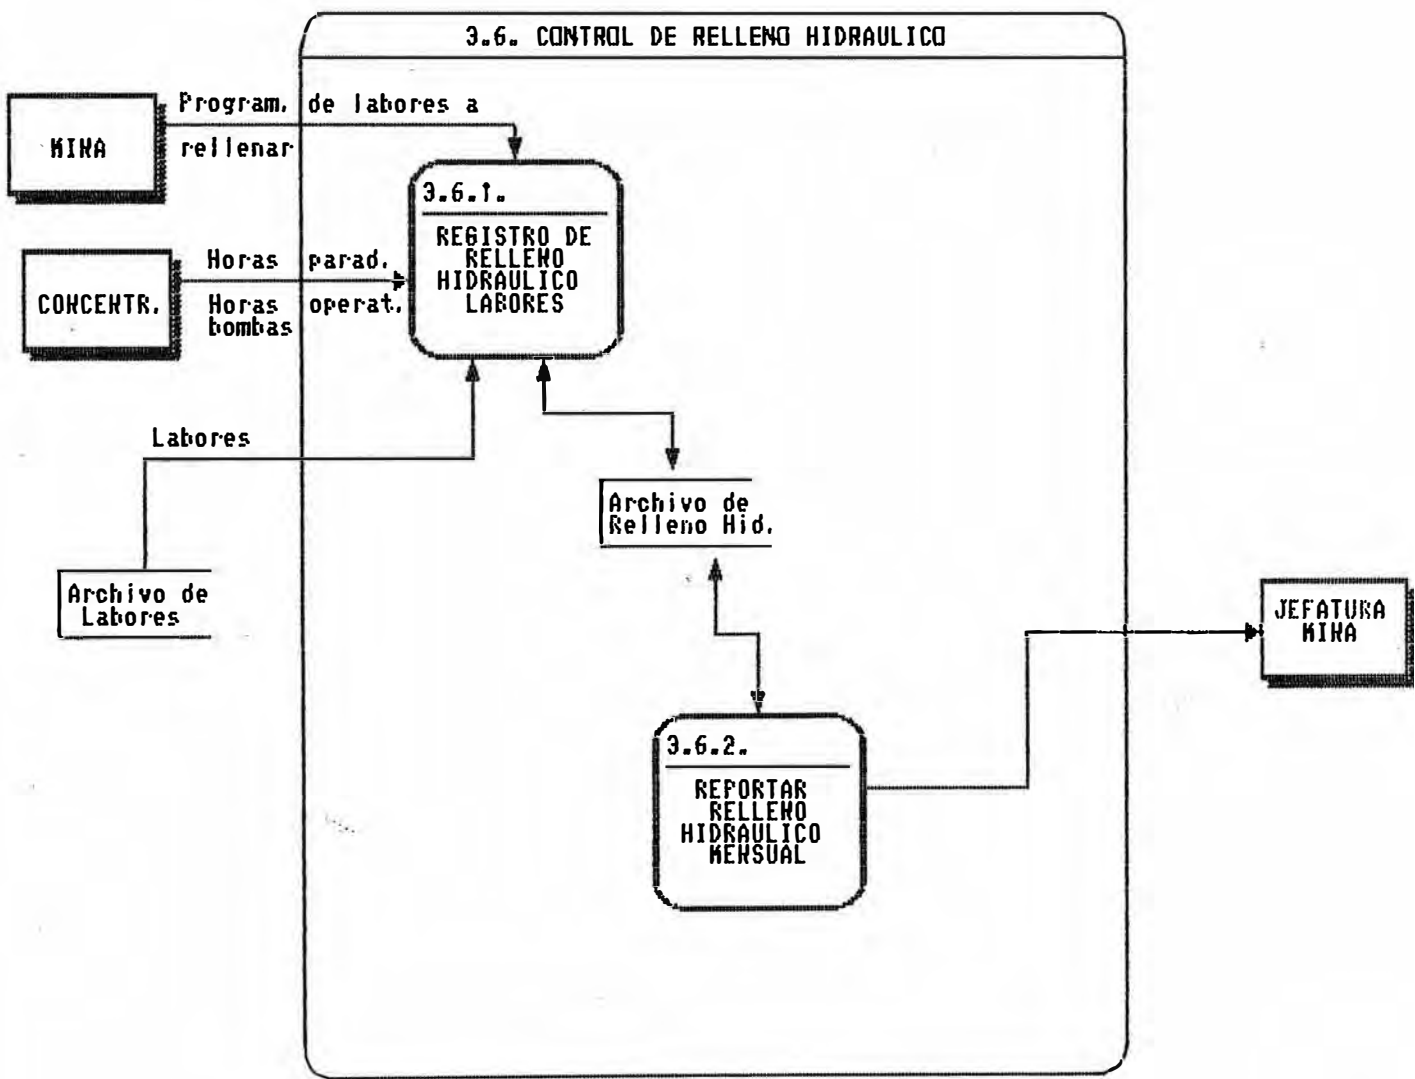 3.6. CONTROL DE RELLENO HIDRAULICO
Program. de labores a
rellenar
MINA
3.6.1.
REGISTRO DE
RELLENO
HIDRAULICO
LABORES
Horas parad.
Horas operat.
bombas
CONCENTR.
Labores
Archivo de
Relleno Hid.
Archivo de
Labores
JEFATURA
MINA
3.6.2.
REPORTAR
RELLENO
HIDRAULICO
MENSUAL